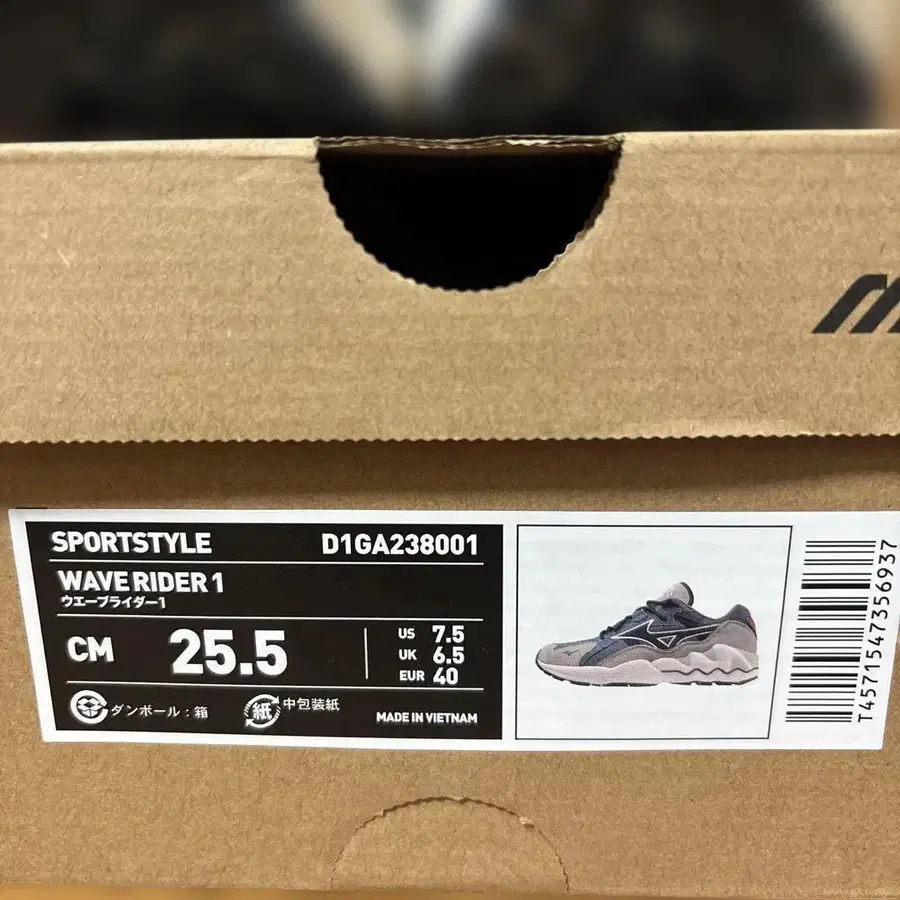 SPORTSTYLE D1GA238001
WAVE RIDER 1
ウエーブライダー1
CM 25.5
US 7.5
UK 6.5
EUR 40
ダンボール:箱
紙 中包装紙
MADE IN VIETNAM
T4571547356937